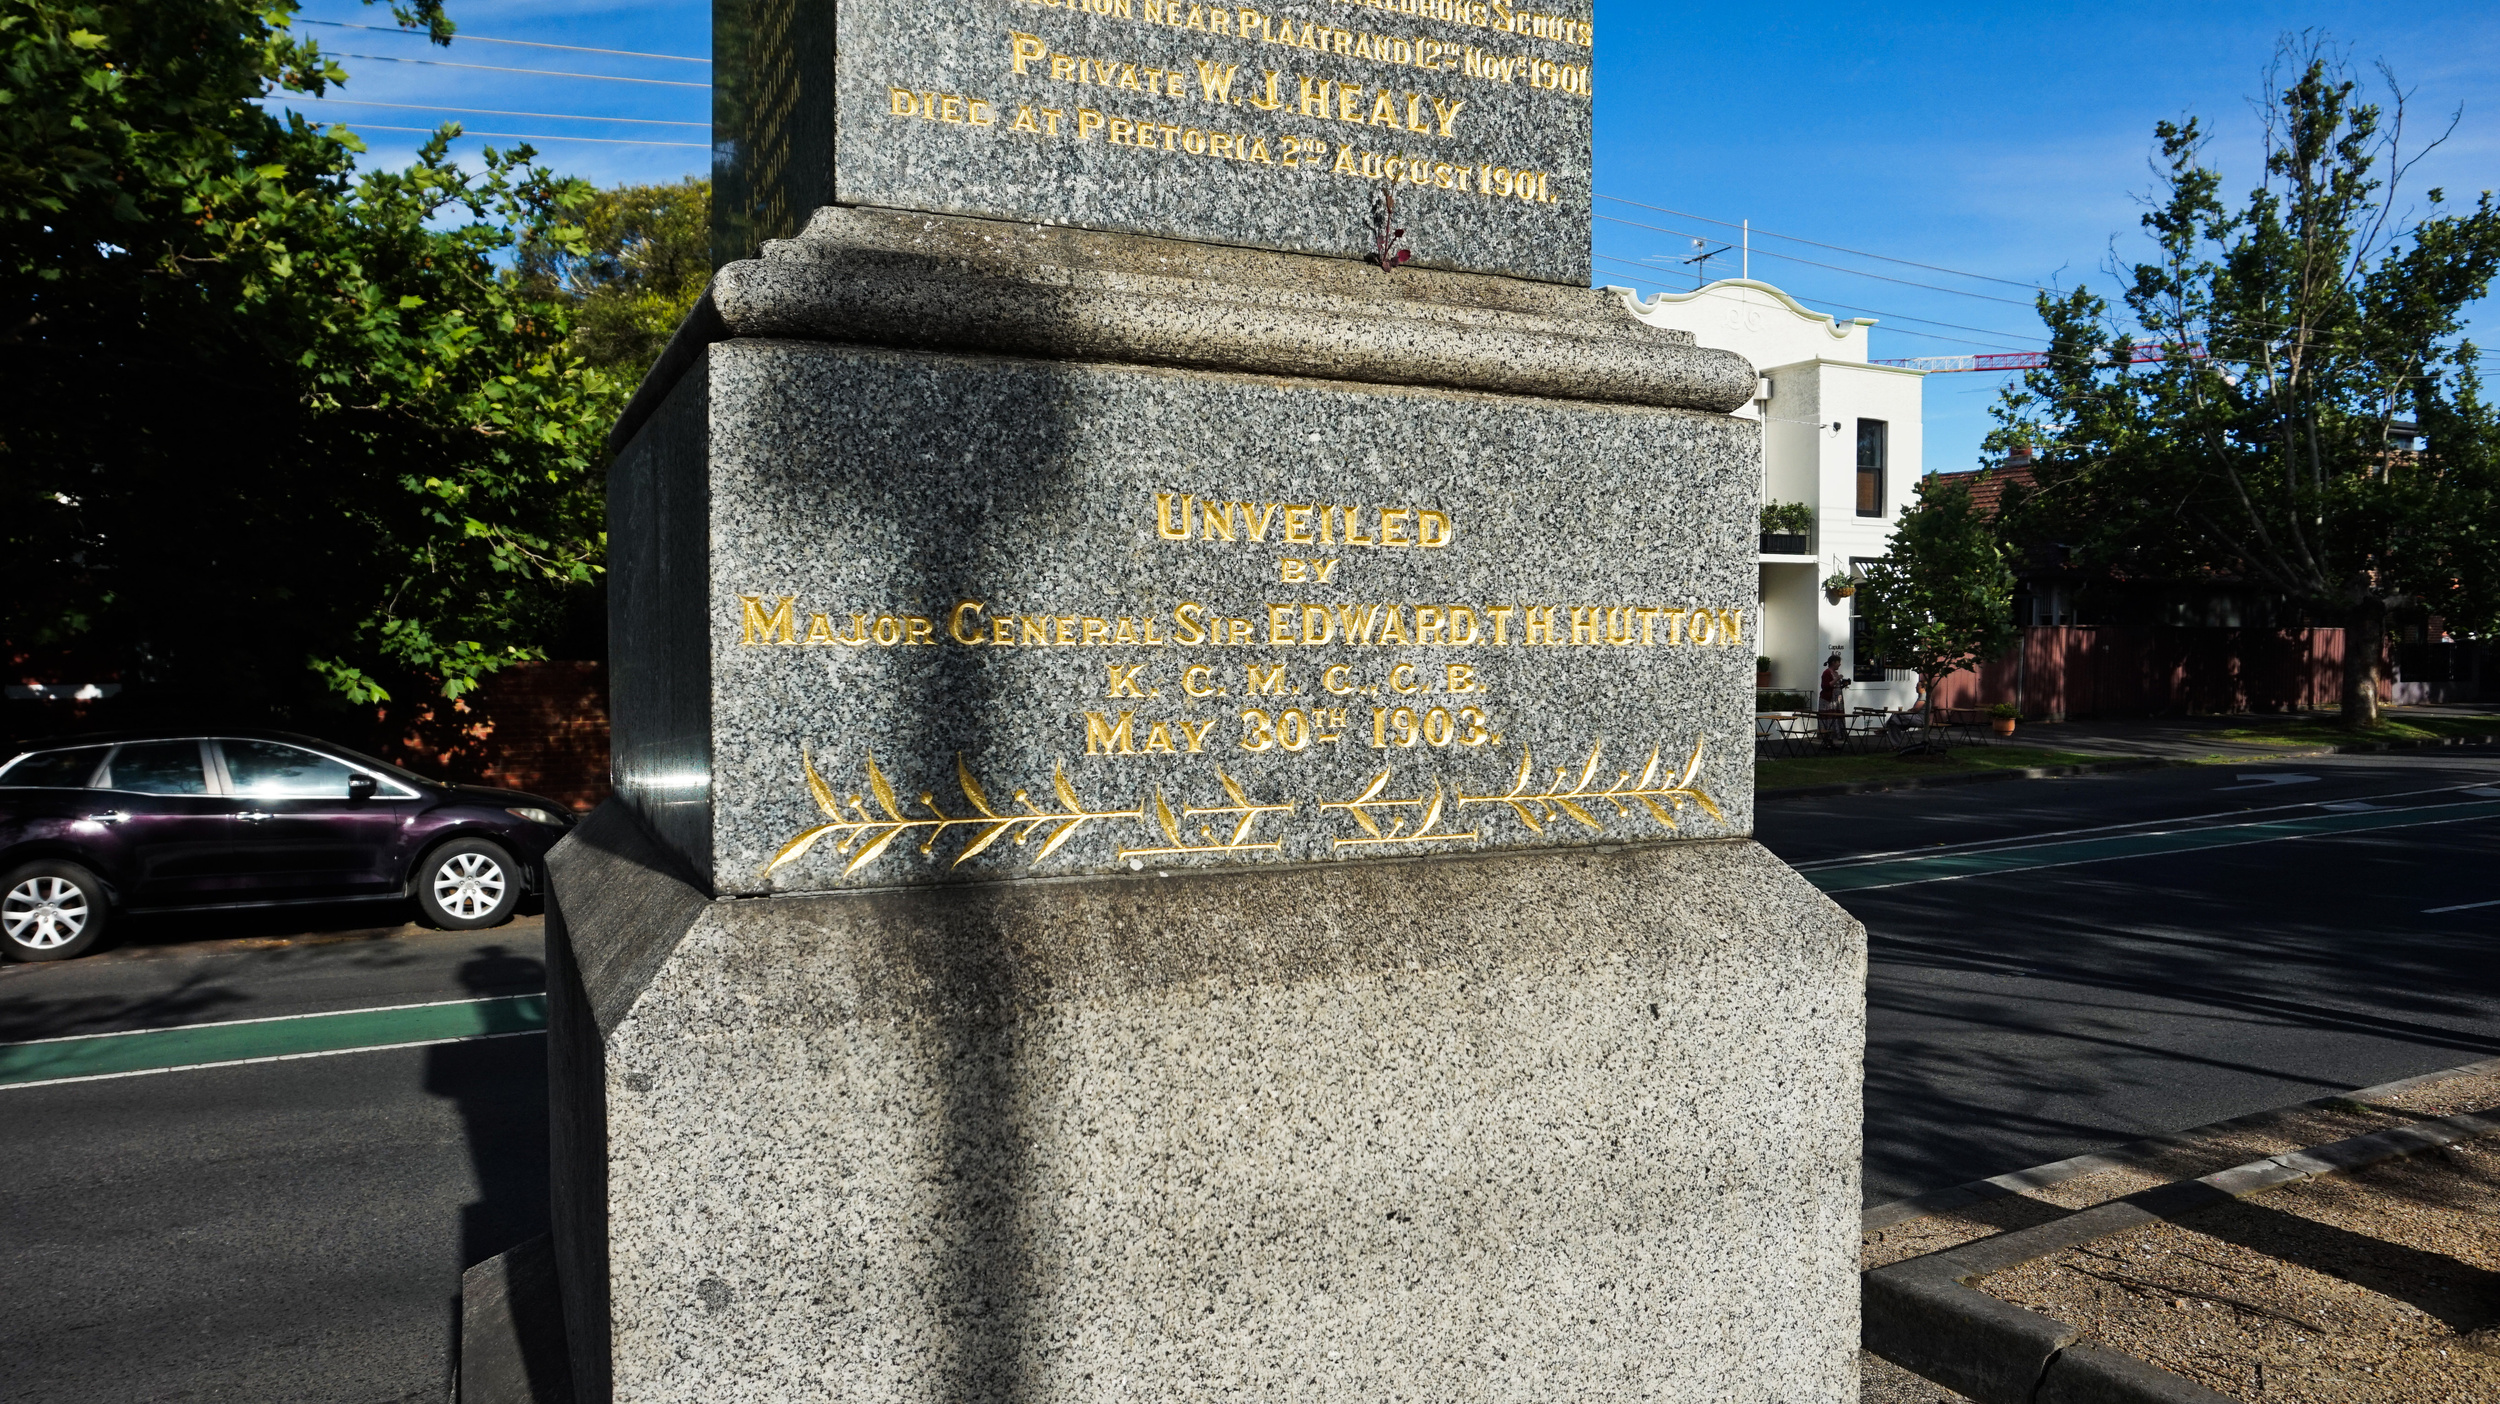 NEAR PLAATRAND 12TH NOVR 1901
PRIVATE W. J. HEALY
DIED AT PRETORIA 2ND AUGUST 1901.
UNVEILED
BY
MAJOR GENERAL SIR EDWARD T. H. HUTTON
K. C. M. G., C. B.
MAY 30TH 1903.